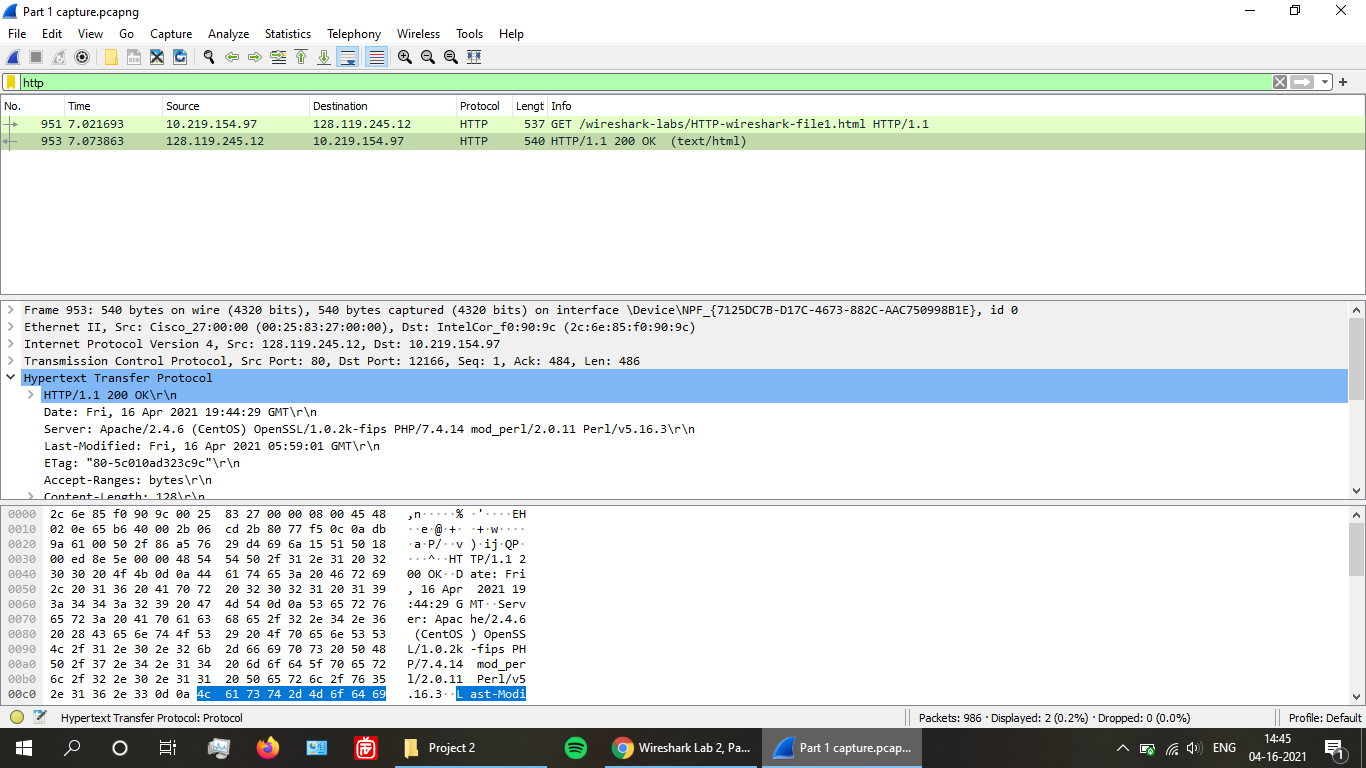 Part 1 capture.pcapng
File Edit View Go Capture Analyze Statistics Telephony Wireless Tools Help
http
No. Time Source Destination Protocol Lengt Info
951 7.021693 10.219.154.97 128.119.245.12 HTTP 537 GET /wireshark-labs/HTTP-wireshark-file1.html HTTP/1.1
953 7.073863 128.119.245.12 10.219.154.97 HTTP 540 HTTP/1.1 200 OK (text/html)
Frame 953: 540 bytes on wire (4320 bits), 540 bytes captured (4320 bits) on interface \Device\NPF_{7125DC7B-D17C-4673-882C-AAC750998B1E}, id 0
Ethernet II, Src: Cisco_27:00:00 (00:25:83:27:00:00), Dst: IntelCor_f0:90:9c (2c:6e:85:f0:90:9c)
Internet Protocol Version 4, Src: 128.119.245.12, Dst: 10.219.154.97
Transmission Control Protocol, Src Port: 80, Dst Port: 12166, Seq: 1, Ack: 484, Len: 486
Hypertext Transfer Protocol
HTTP/1.1 200 OK\r\n
Date: Fri, 16 Apr 2021 19:44:29 GMT\r\n
Server: Apache/2.4.6 (CentOS) OpenSSL/1.0.2k-fips PHP/7.4.14 mod_perl/2.0.11 Perl/v5.16.3\r\n
Last-Modified: Fri, 16 Apr 2021 05:59:01 GMT\r\n
ETag: "80-5c010ad323c9c"\r\n
Accept-Ranges: bytes\r\n
Content-Length: 128\r\n
0000 2c 6e 85 f0 90 9c 00 25 83 27 00 00 08 00 45 48 ,n·····% ·'····EH
0010 02 0e 65 b6 40 00 2b 06 cd 2b 80 77 f5 0c 0a db ··e·@·+· ·+·w····
0020 9a 61 00 50 2f 86 a5 76 29 d4 69 6a 15 51 50 18 ·a·P/··v )·ij·QP·
0030 00 ed 8e 5e 00 00 48 54 54 50 2f 31 2e 31 20 32 ···^··HT TP/1.1 2
0040 30 30 20 4f 4b 0d 0a 44 61 74 65 3a 20 46 72 69 00 OK··D ate: Fri
0050 2c 20 31 36 20 41 70 72 20 32 30 32 31 20 31 39 , 16 Apr 2021 19
0060 3a 34 34 3a 32 39 20 47 4d 54 0d 0a 53 65 72 76 :44:29 G MT··Serv
0070 65 72 3a 20 41 70 61 63 68 65 2f 32 2e 34 2e 36 er: Apac he/2.4.6
0080 20 28 43 65 6e 74 4f 53 29 20 4f 70 65 6e 53 53 (CentOS ) OpenSS
0090 4c 2f 31 2e 30 2e 32 6b 2d 66 69 70 73 20 50 48 L/1.0.2k -fips PH
00a0 50 2f 37 2e 34 2e 31 34 20 6d 6f 64 5f 70 65 72 P/7.4.14 mod_per
00b0 6c 2f 32 2e 30 2e 31 31 20 50 65 72 6c 2f 76 35 l/2.0.11 Perl/v5
00c0 2e 31 36 2e 33 0d 0a 4c 61 73 74 2d 4d 6f 64 69 .16.3··L ast-Modi
Hypertext Transfer Protocol: Protocol Packets: 986 · Displayed: 2 (0.2%) · Dropped: 0 (0.0%) Profile: Default
Project 2 Wireshark Lab 2, Pa... Part 1 capture.pcap... ENG 14:45
04-16-2021 1